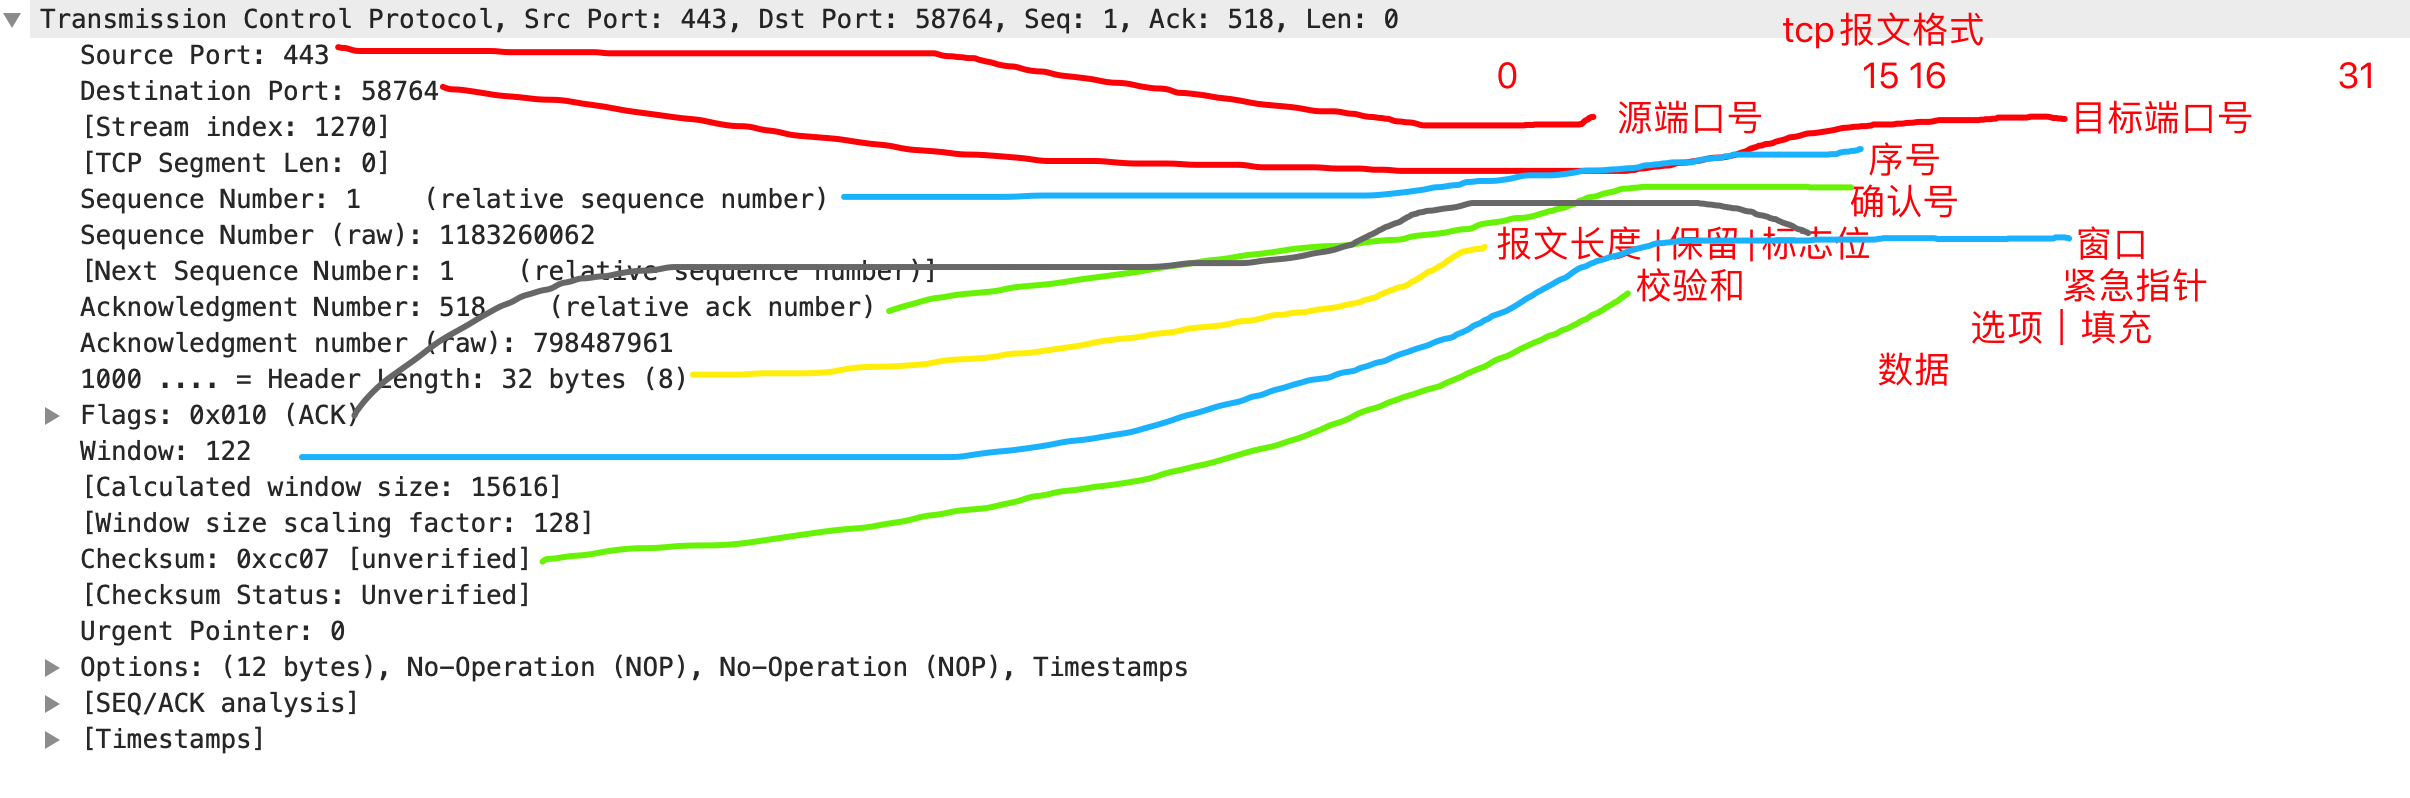 Transmission Control Protocol, Src Port: 443, Dst Port: 58764, Seq: 1, Ack: 518, Len: 0
Source Port: 443
Destination Port: 58764
[Stream index: 1270]
[TCP Segment Len: 0]
Sequence Number: 1    (relative sequence number)
Sequence Number (raw): 1183260062
[Next Sequence Number: 1    (relative sequence number)]
Acknowledgment Number: 518    (relative ack number)
Acknowledgment number (raw): 798487961
1000 .... = Header Length: 32 bytes (8)
Flags: 0x010 (ACK)
Window: 122
[Calculated window size: 15616]
[Window size scaling factor: 128]
Checksum: 0xcc07 [unverified]
[Checksum Status: Unverified]
Urgent Pointer: 0
Options: (12 bytes), No-Operation (NOP), No-Operation (NOP), Timestamps
[SEQ/ACK analysis]
[Timestamps]
tcp报文格式
0 15 16 31
源端口号 目标端口号
序号
确认号
报文长度|保留|标志位 窗口
校验和 紧急指针
选项 | 填充
数据